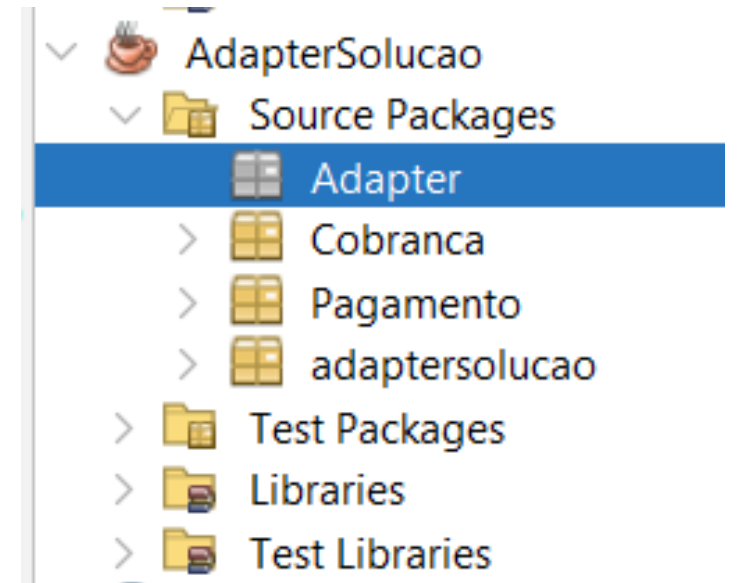 AdapterSolucao
Source Packages
Adapter
Cobranca
Pagamento
adaptersolucao
Test Packages
Libraries
Test Libraries